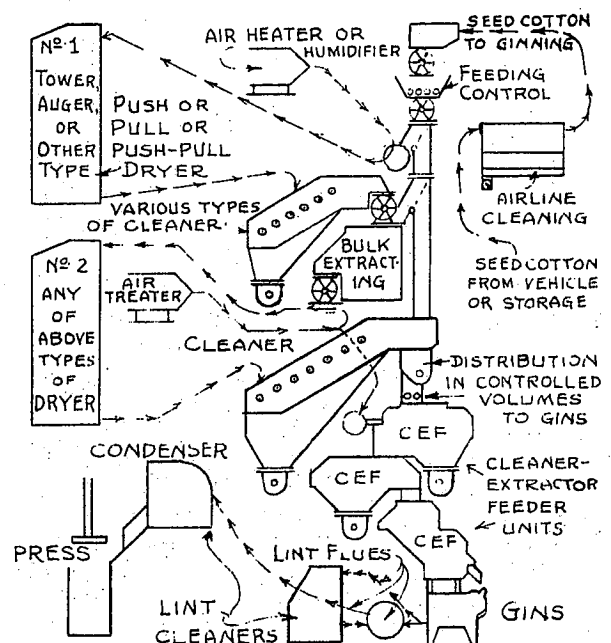 Nº 1
TOWER,
AUGER,
OR
OTHER
TYPE
PUSH OR
PULL OR
PUSH-PULL
DRYER
AIR HEATER OR
HUMIDIFIER
SEED COTTON
TO GINNING
FEEDING
CONTROL
AIRLINE
CLEANING
SEED COTTON
FROM VEHICLE
OR STORAGE
VARIOUS TYPES
OF CLEANER.
BULK
EXTRACT-
ING
Nº 2
ANY
OF
ABOVE
TYPES
OF
DRYER
AIR
TREATER
CLEANER
DISTRIBUTION
IN CONTROLLED
VOLUMES
TO GINS
CEF
CEF
CEF
CLEANER-
EXTRACTOR
FEEDER
UNITS
CONDENSER
PRESS
LINT FLUES
LINT
CLEANERS
GINS